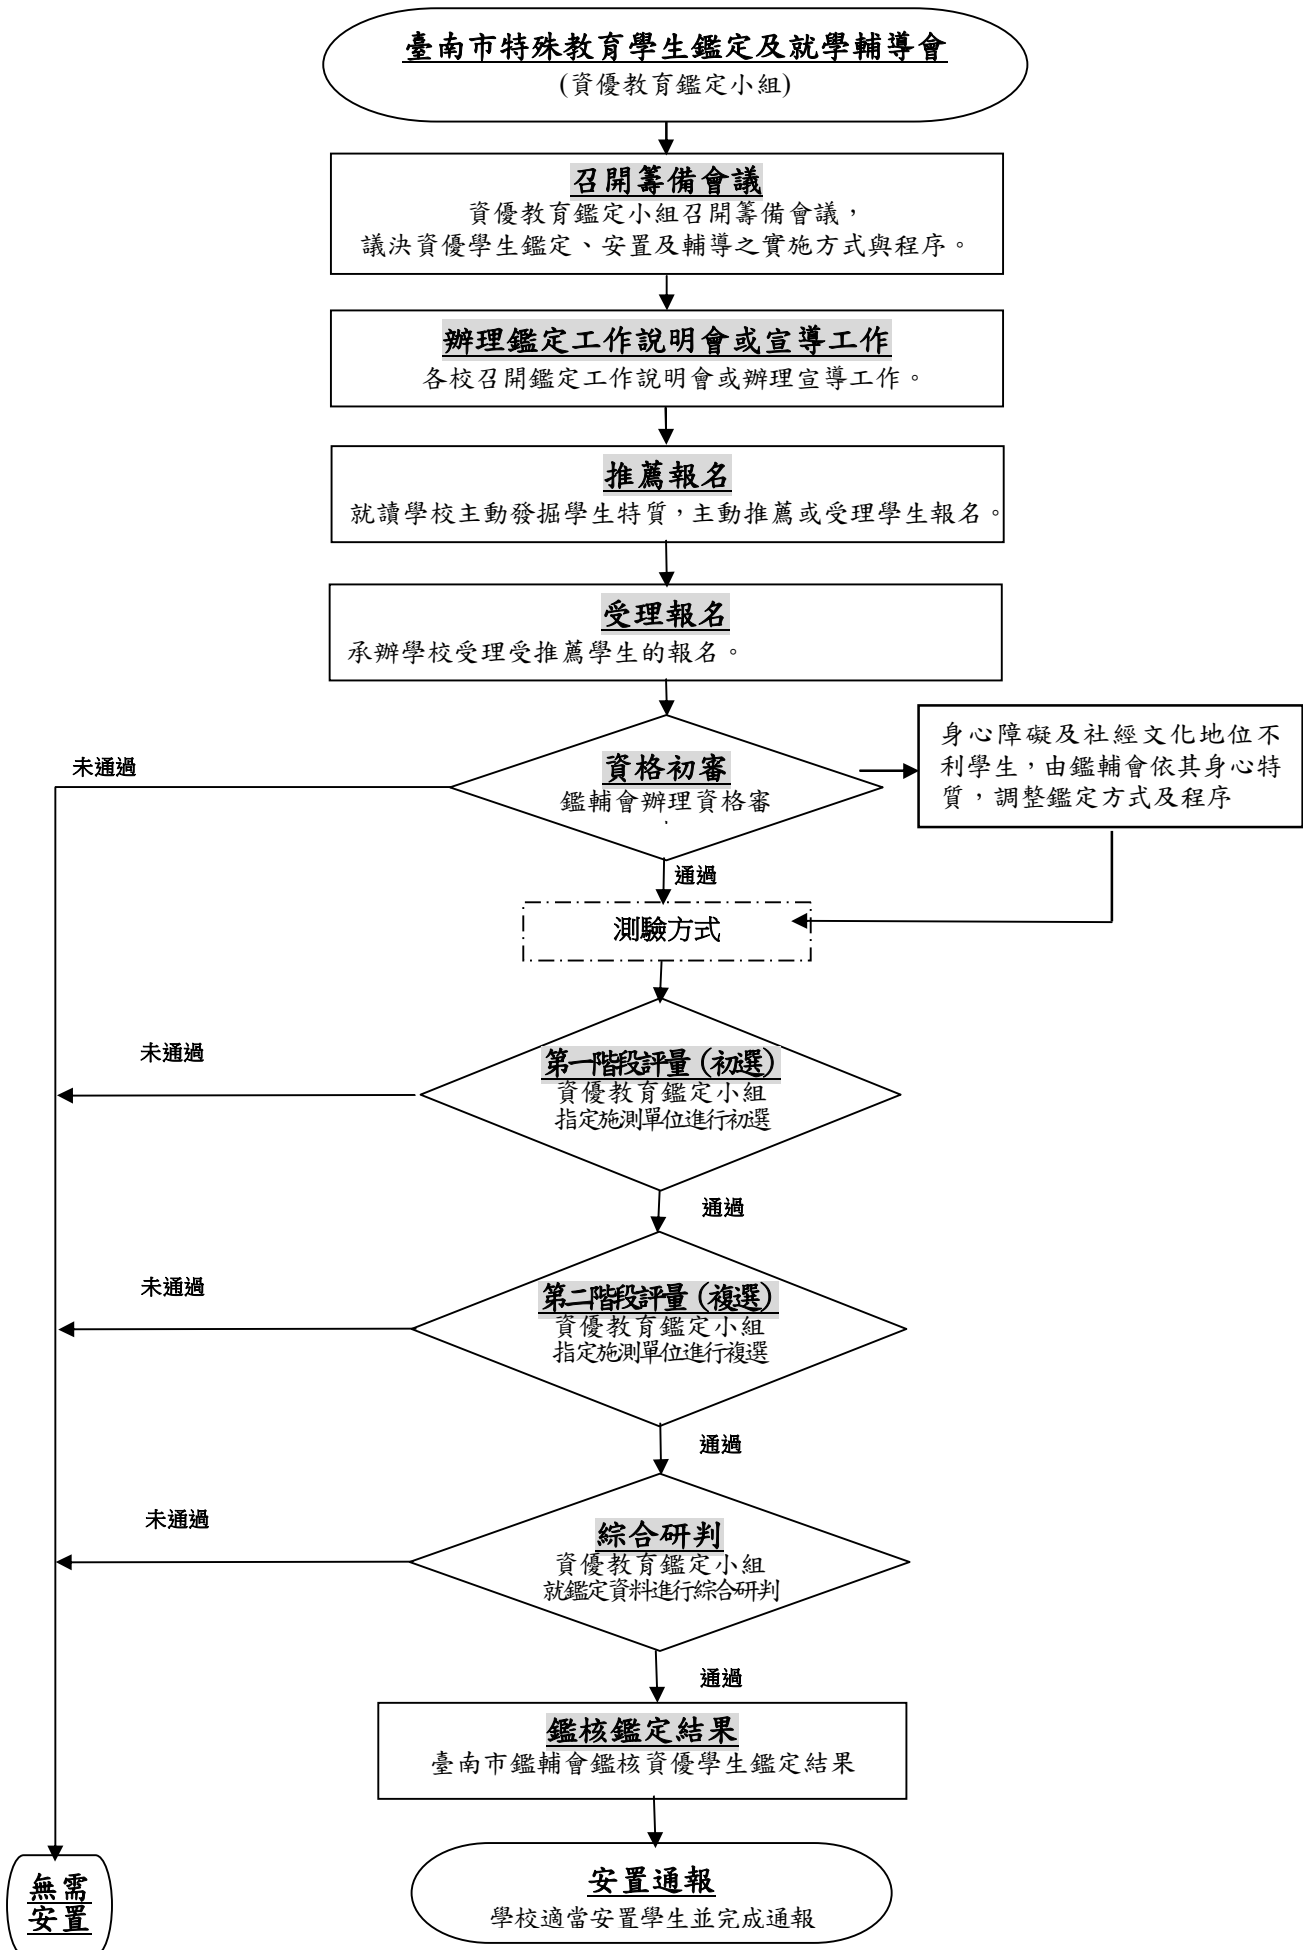 臺南市特殊教育學生鑑定及就學輔導會
(資優教育鑑定小組)
召開籌備會議
資優教育鑑定小組召開籌備會議，
議決資優學生鑑定、安置及輔導之實施方式與程序。
辦理鑑定工作說明會或宣導工作
各校召開鑑定工作說明會或辦理宣導工作。
推薦報名
就讀學校主動發掘學生特質，主動推薦或受理學生報名。
受理報名
承辦學校受理受推薦學生的報名。
資格初審
鑑輔會辦理資格審
未通過
身心障礙及社經文化地位不
利學生，由鑑輔會依其身心特
質，調整鑑定方式及程序
通過
測驗方式
未通過
第一階段評量（初選）
資優教育鑑定小組
指定施測單位進行初選
通過
未通過
第二階段評量（複選）
資優教育鑑定小組
指定施測單位進行複選
通過
未通過
綜合研判
資優教育鑑定小組
就鑑定資料進行綜合研判
通過
鑑核鑑定結果
臺南市鑑輔會鑑核資優學生鑑定結果
安置通報
學校適當安置學生並完成通報
無需
安置